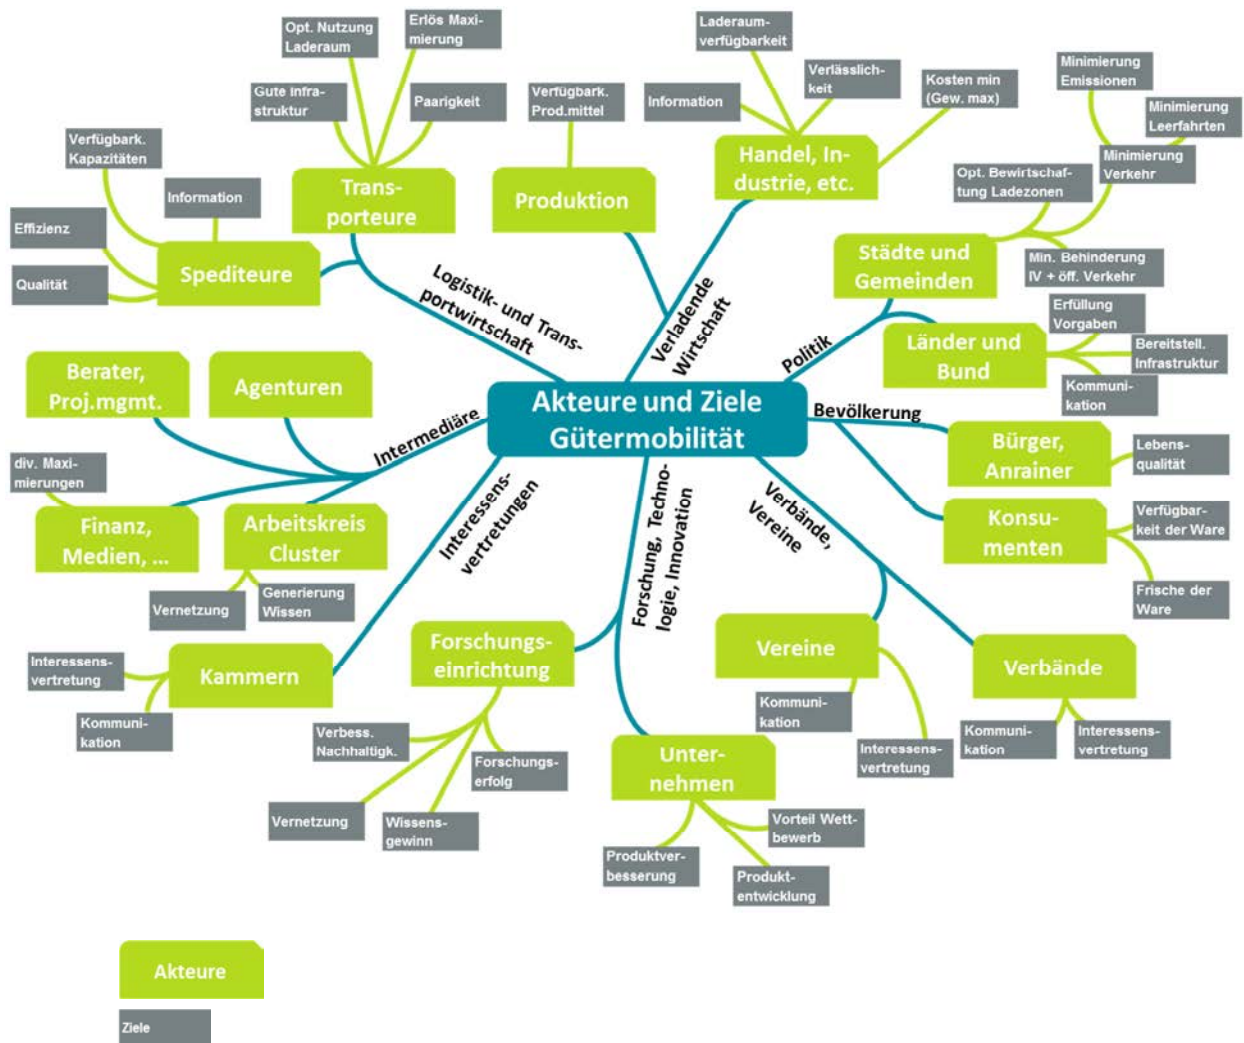 Akteure und Ziele
Gütermobilität
Logistik- und Trans-
portwirtschaft
Trans-
porteure
Gute Infra-
struktur
Opt. Nutzung
Laderaum
Erlös Maxi-
mierung
Paarigkeit
Spediteure
Verfügbark.
Kapazitäten
Information
Effizienz
Qualität
Verladende
Wirtschaft
Produktion
Verfügbark.
Prod.mittel
Handel, In-
dustrie, etc.
Information
Laderaum-
verfügbarkeit
Verlässlich-
keit
Kosten min
(Gew. max)
Politik
Städte und
Gemeinden
Opt. Bewirtschaf-
tung Ladezonen
Minimierung
Emissionen
Minimierung
Leerfahrten
Minimierung
Verkehr
Min. Behinderung
IV + öff. Verkehr
Länder und
Bund
Erfüllung
Vorgaben
Bereitstell.
Infrastruktur
Kommuni-
kation
Bevölkerung
Bürger,
Anrainer
Lebens-
qualität
Konsu-
menten
Verfügbar-
keit der Ware
Frische der
Ware
Verbände,
Vereine
Vereine
Kommuni-
kation
Interessens-
vertretung
Verbände
Kommuni-
kation
Interessens-
vertretung
Forschung, Techno-
logie, Innovation
Forschungs-
einrichtung
Verbess.
Nachhaltigk.
Vernetzung
Wissens-
gewinn
Forschungs-
erfolg
Unter-
nehmen
Produktver-
besserung
Vorteil Wett-
bewerb
Produkt-
entwicklung
Interessens-
vertretungen
Kammern
Interessens-
vertretung
Kommuni-
kation
Intermediäre
Berater,
Proj.mgmt.
Agenturen
div. Maxi-
mierungen
Finanz,
Medien, ...
Arbeitskreis
Cluster
Vernetzung
Generierung
Wissen
Akteure
Ziele